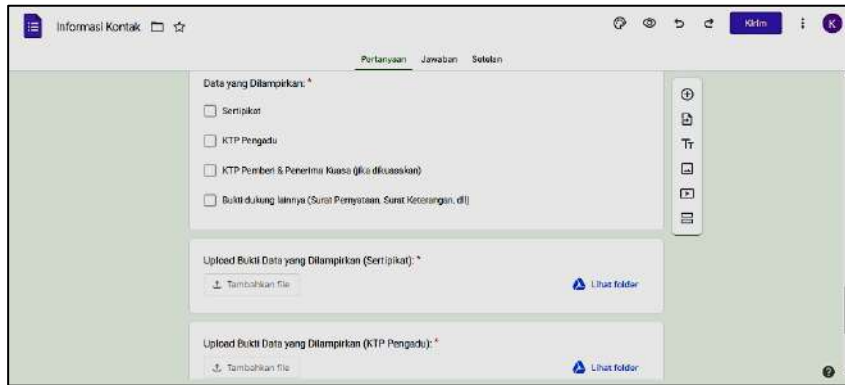 Informasi Kontak
Kirim
K
Pertanyaan Jawaban Setelan
Data yang Dilampirkan: *
Sertipikat
KTP Pengadu
KTP Pemberi & Penerima Kuasa (jika dikuasakan)
Bukti dukung lainnya (Surat Pernyataan, Surat Keterangan, dll)
Upload Bukti Data yang Dilampirkan (Sertipikat): *
Tambahkan file
Lihat folder
Upload Bukti Data yang Dilampirkan (KTP Pengadu): *
Tambahkan file
Lihat folder